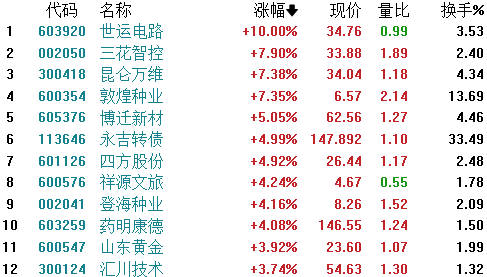 代码 名称 涨幅↓ 现价 量比 换手%
1 603920 世运电路 +10.00% 34.76 0.99 3.53
2 002050 三花智控 +7.90% 33.88 1.89 2.40
3 300418 昆仑万维 +7.38% 34.04 1.18 4.34
4 600354 敦煌种业 +7.35% 6.57 2.14 13.69
5 605376 博迁新材 +5.05% 62.56 1.27 4.46
6 113646 永吉转债 +4.99% 147.892 1.10 33.49
7 601126 四方股份 +4.92% 26.44 1.17 2.48
8 600576 祥源文旅 +4.24% 4.67 0.55 1.78
9 002041 登海种业 +4.16% 8.26 1.52 2.09
10 603259 药明康德 +4.08% 146.55 1.24 1.50
11 600547 山东黄金 +3.92% 23.60 1.07 1.99
12 300124 汇川技术 +3.74% 54.63 1.30 1.32